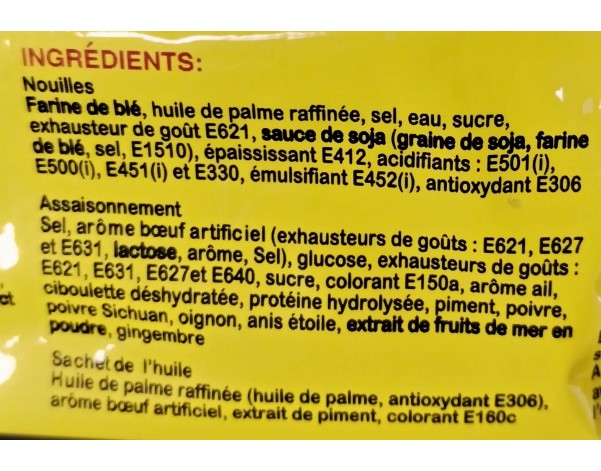 INGRÉDIENTS:
Nouilles
Farine de blé, huile de palme raffinée, sel, eau, sucre,
exhausteur de goût E621, sauce de soja (graine de soja, farine
de blé, sel, E1510), épaississant E412, acidifiants : E501(i),
E500(i), E451(i) et E330, émulsifiant E452(i), antioxydant E306
Assaisonnement
Sel, arôme bœuf artificiel (exhausteurs de goûts : E621, E627
et E631, lactose, arôme, Sel), glucose, exhausteurs de goûts :
E621, E631, E627et E640, sucre, colorant E150a, arôme ail,
ciboulette déshydratée, protéine hydrolysée, piment, poivre,
poivre Sichuan, oignon, anis étoile, extrait de fruits de mer en
poudre, gingembre
Sachet de l'huile
Huile de palme raffinée (huile de palme, antioxydant E306),
arôme bœuf artificiel, extrait de piment, colorant E160c
ct